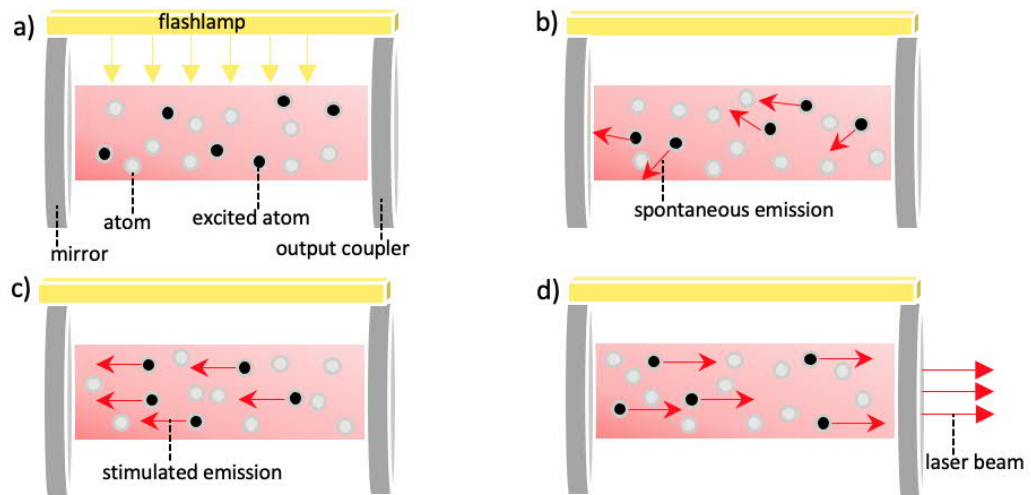 a)
flashlamp
atom
excited atom
mirror
output coupler
b)
spontaneous emission
c)
stimulated emission
d)
laser beam